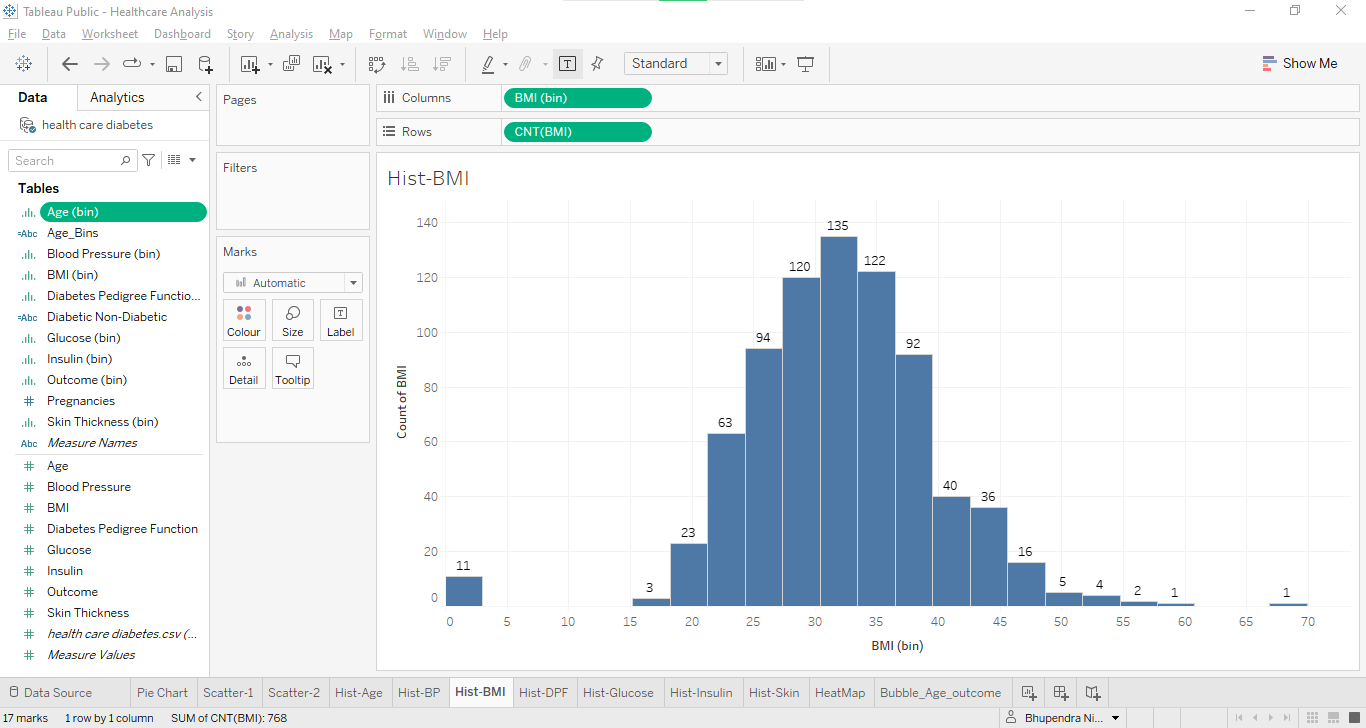 Tableau Public - Healthcare Analysis
File Data Worksheet Dashboard Story Analysis Map Format Window Help
Standard
Show Me
Data
Analytics
health care diabetes
Search
Tables
Age (bin)
=Abc Age_Bins
Blood Pressure (bin)
BMI (bin)
Diabetes Pedigree Functio...
=Abc Diabetic Non-Diabetic
Glucose (bin)
Insulin (bin)
Outcome (bin)
# Pregnancies
Skin Thickness (bin)
Abc Measure Names
# Age
# Blood Pressure
# BMI
# Diabetes Pedigree Function
# Glucose
# Insulin
# Outcome
# Skin Thickness
# health care diabetes.csv (...
# Measure Values
Pages
Filters
Marks
Automatic
Colour Size Label
Detail Tooltip
Columns BMI (bin)
Rows CNT(BMI)
Hist-BMI
Count of BMI
140
120
100
80
60
40
20
0
11 3 23 63 94 120 135 122 92 40 36 16 5 4 2 1 1
0 5 10 15 20 25 30 35 40 45 50 55 60 65 70
BMI (bin)
Data Source Pie Chart Scatter-1 Scatter-2 Hist-Age Hist-BP Hist-BMI Hist-DPF Hist-Glucose Hist-Insulin Hist-Skin HeatMap Bubble_Age_outcome
17 marks 1 row by 1 column SUM of CNT(BMI): 768
Bhupendra Ni...